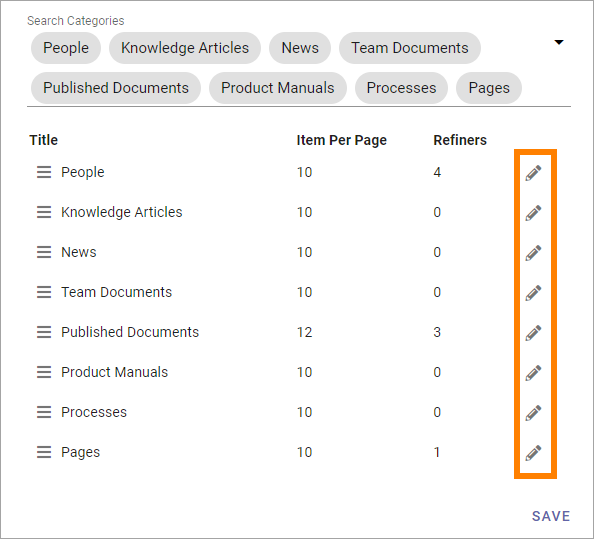 Search Categories
People Knowledge Articles News Team Documents
Published Documents Product Manuals Processes Pages
Title Item Per Page Refiners
People 10 4
Knowledge Articles 10 0
News 10 0
Team Documents 10 0
Published Documents 12 3
Product Manuals 10 0
Processes 10 0
Pages 10 1
SAVE